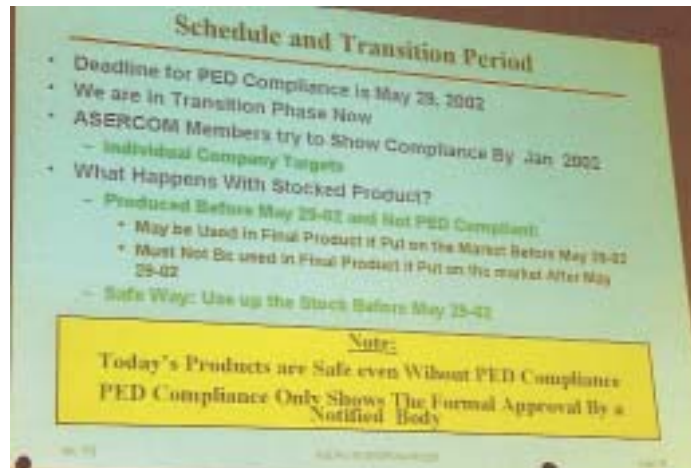 Schedule and Transition Period
• Deadline for PED Compliance is May 29, 2002
• We are in Transition Phase Now
• ASERCOM Members try to Show Compliance By Jan 2002
– Individual Company Targets
• What Happens With Stocked Product?
– Produced Before May 29-02 and Not PED Compliant:
• May be Used in Final Product if Put on the Market Before May 29-02
• Must Not Be used in Final Product if Put on the market After May
29-02
– Safe Way: Use up the Stock Before May 29-02
Note:
Today's Products are Safe even Wihout PED Compliance
PED Compliance Only Shows The Formal Approval By a
Notified Body